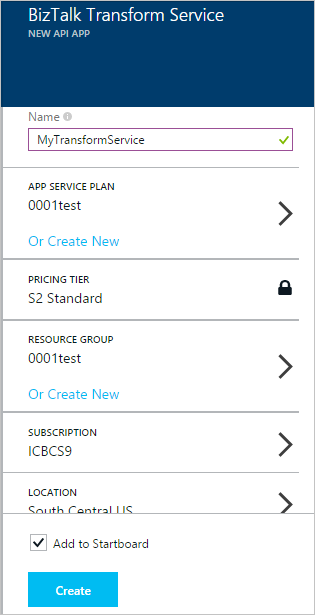 BizTalk Transform Service
NEW API APP
Name
MyTransformService
APP SERVICE PLAN
0001test
Or Create New
PRICING TIER
S2 Standard
RESOURCE GROUP
0001test
Or Create New
SUBSCRIPTION
ICBCS9
LOCATION
South Central US
Add to Startboard
Create